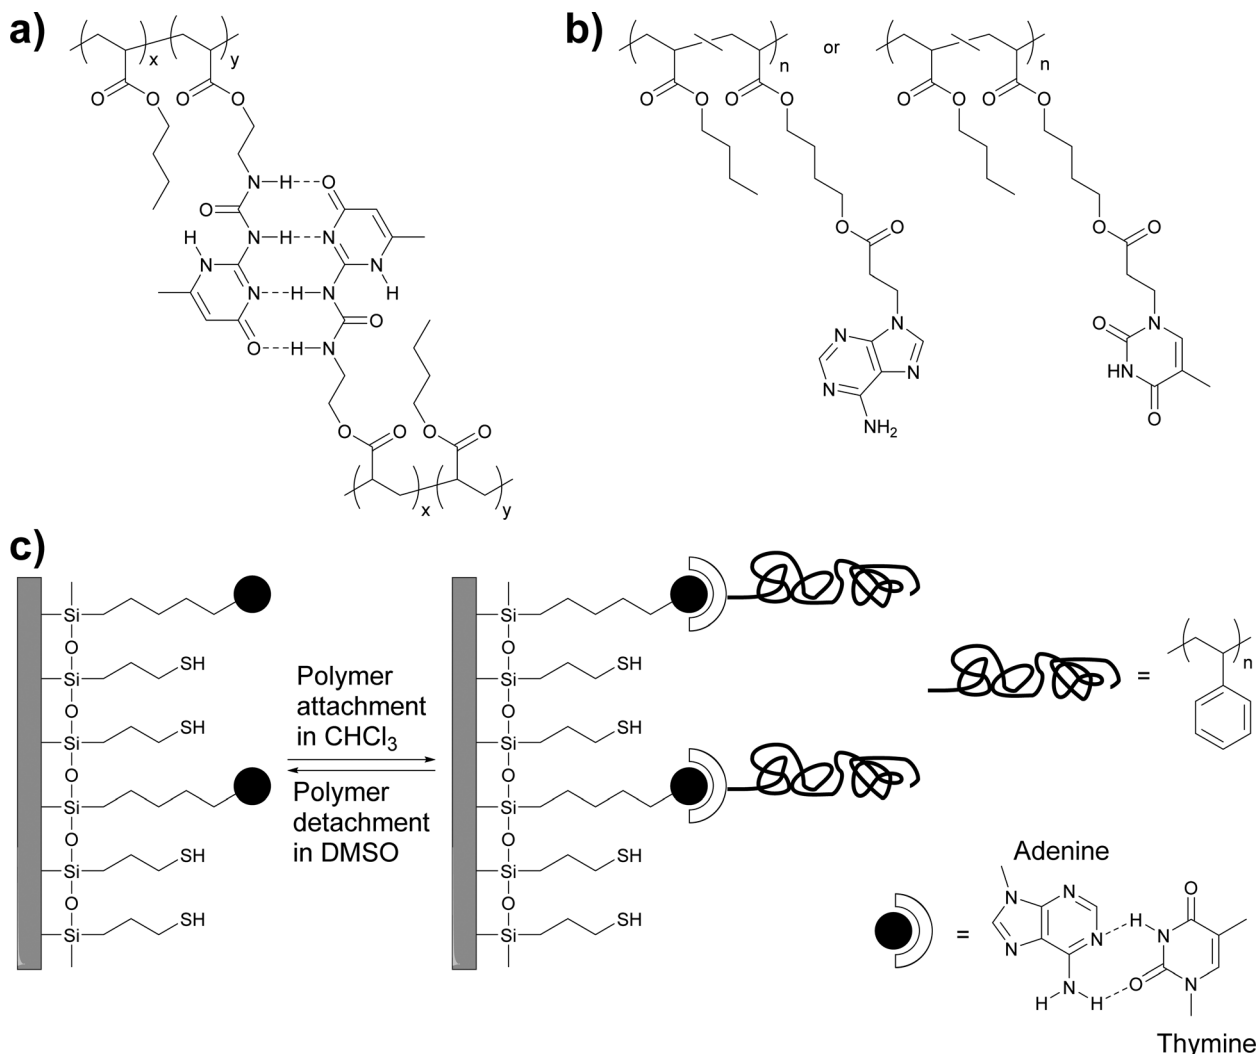 a)
x
y
O
O
O
O
N
H
O
O
H
N
H
N
N
N
N
H
N
H
N
H
O
O
H
N
O
O
O
O
x
y
b)
n
or
n
O
O
O
O
O
O
O
O
O
O
O
O
N
N
N
N
NH2
O
N
HN
O
c)
Si
O
Si
SH
O
Si
SH
O
Si
O
Si
SH
O
Si
SH
Polymer
attachment
in CHCl3
Polymer
detachment
in DMSO
Si
O
Si
SH
O
Si
SH
O
Si
O
Si
SH
O
Si
SH
=
n
=
Adenine
N
N
N
N
N
H
H
H
N
O
O
N
Thymine